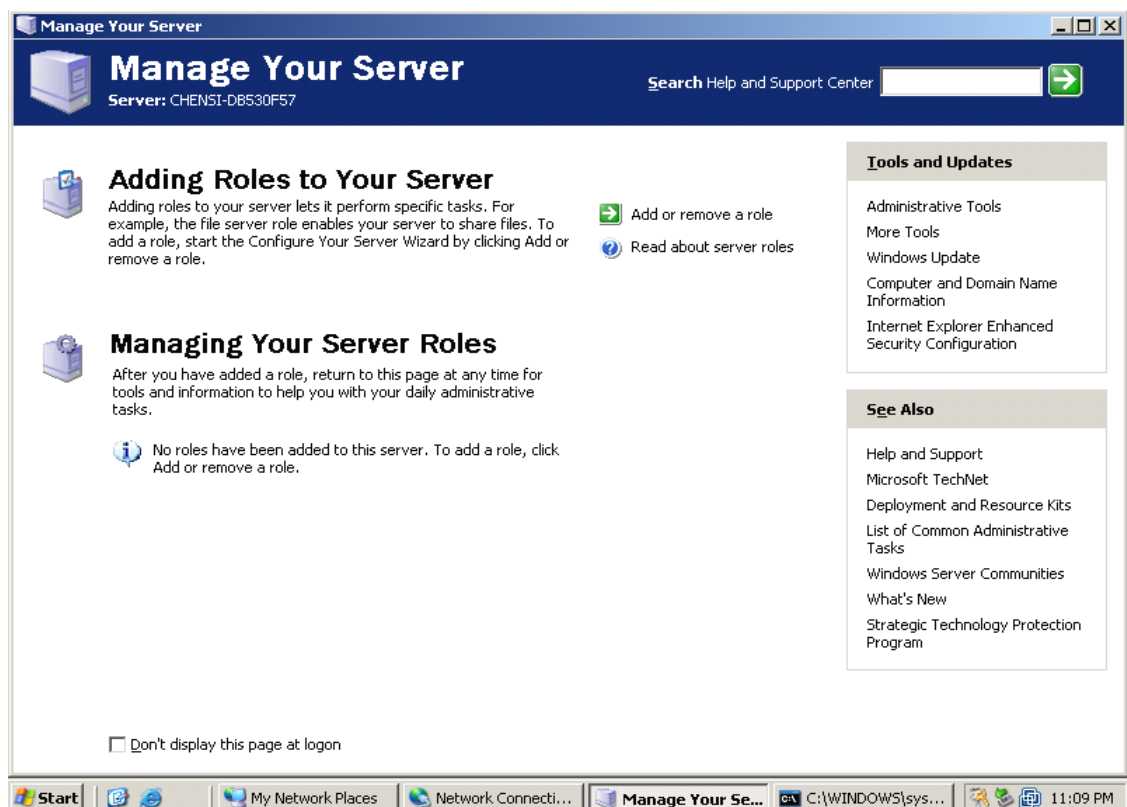 Manage Your Server
Manage Your Server
Server: CHENSI-DB530F57
Search Help and Support Center
Adding Roles to Your Server
Adding roles to your server lets it perform specific tasks. For
example, the file server role enables your server to share files. To
add a role, start the Configure Your Server Wizard by clicking Add or
remove a role.
Add or remove a role
Read about server roles
Managing Your Server Roles
After you have added a role, return to this page at any time for
tools and information to help you with your daily administrative
tasks.
No roles have been added to this server. To add a role, click
Add or remove a role.
Tools and Updates
Administrative Tools
More Tools
Windows Update
Computer and Domain Name
Information
Internet Explorer Enhanced
Security Configuration
See Also
Help and Support
Microsoft TechNet
Deployment and Resource Kits
List of Common Administrative
Tasks
Windows Server Communities
What's New
Strategic Technology Protection
Program
Don't display this page at logon
Start
My Network Places
Network Connecti...
Manage Your Se...
C:\WINDOWS\sys...
11:09 PM